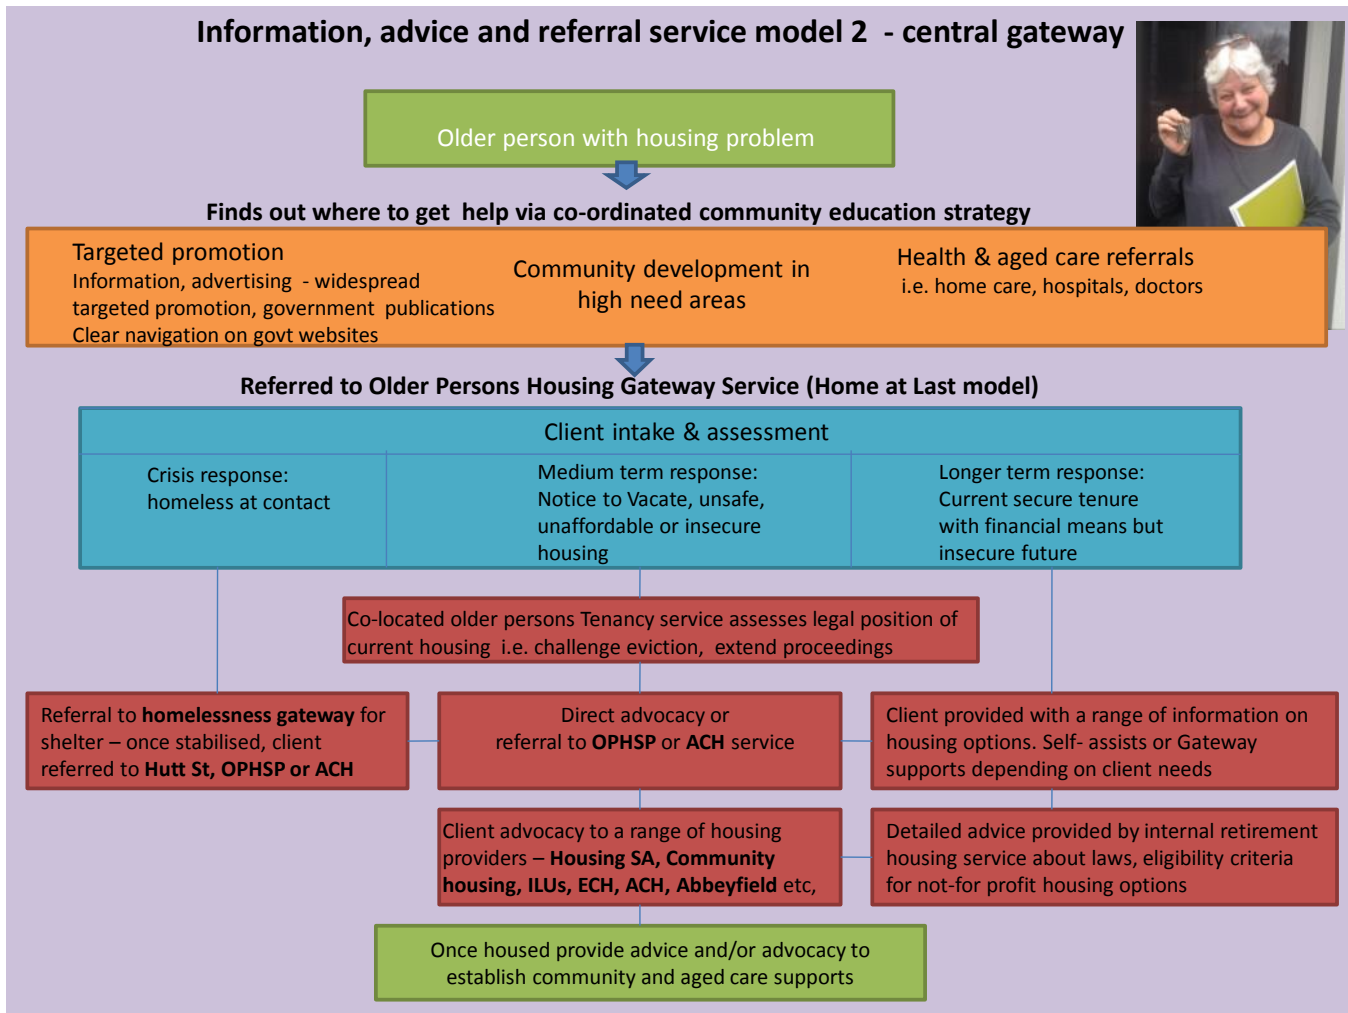 Information, advice and referral service model 2  - central gateway
Older person with housing problem
Finds out where to get  help via co-ordinated community education strategy
Targeted promotion
Information, advertising  - widespread
targeted promotion, government  publications
Clear navigation on govt websites
Community development in
high need areas
Health & aged care referrals
i.e. home care, hospitals, doctors
Referred to Older Persons Housing Gateway Service (Home at Last model)
Client intake & assessment
Crisis response:
homeless at contact
Medium term response:
Notice to Vacate, unsafe,
unaffordable or insecure
housing
Longer term response:
Current secure tenure
with financial means but
insecure future
Co-located older persons Tenancy service assesses legal position of
current housing  i.e. challenge eviction,  extend proceedings
Referral to homelessness gateway for
shelter – once stabilised, client
referred to Hutt St, OPHSP or ACH
Direct advocacy or
referral to OPHSP or ACH service
Client provided with a range of information on
housing options. Self- assists or Gateway
supports depending on client needs
Client advocacy to a range of housing
providers – Housing SA, Community
housing, ILUs, ECH, ACH, Abbeyfield etc,
Detailed advice provided by internal retirement
housing service about laws, eligibility criteria
for not-for profit housing options
Once housed provide advice and/or advocacy to
establish community and aged care supports